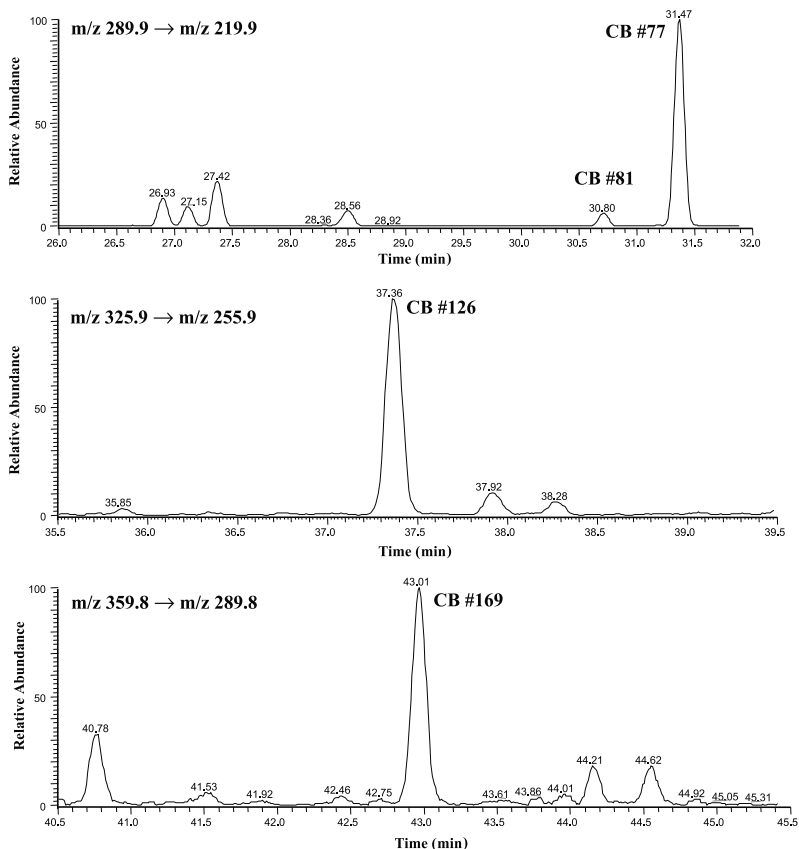 m/z 289.9 → m/z 219.9
CB #77
CB #81
Relative Abundance
100
50
0
26.93
27.15
27.42
28.36
28.56
28.92
30.80
31.47
26.0 26.5 27.0 27.5 28.0 28.5 29.0 29.5 30.0 30.5 31.0 31.5 32.0
Time (min)
m/z 325.9 → m/z 255.9
CB #126
Relative Abundance
100
50
0
35.85
37.36
37.92
38.28
35.5 36.0 36.5 37.0 37.5 38.0 38.5 39.0 39.5
Time (min)
m/z 359.8 → m/z 289.8
CB #169
Relative Abundance
100
50
0
40.78
41.53
41.92
42.46
42.75
43.01
43.61
43.86
44.01
44.21
44.62
44.92
45.05
45.31
40.5 41.0 41.5 42.0 42.5 43.0 43.5 44.0 44.5 45.0 45.5
Time (min)